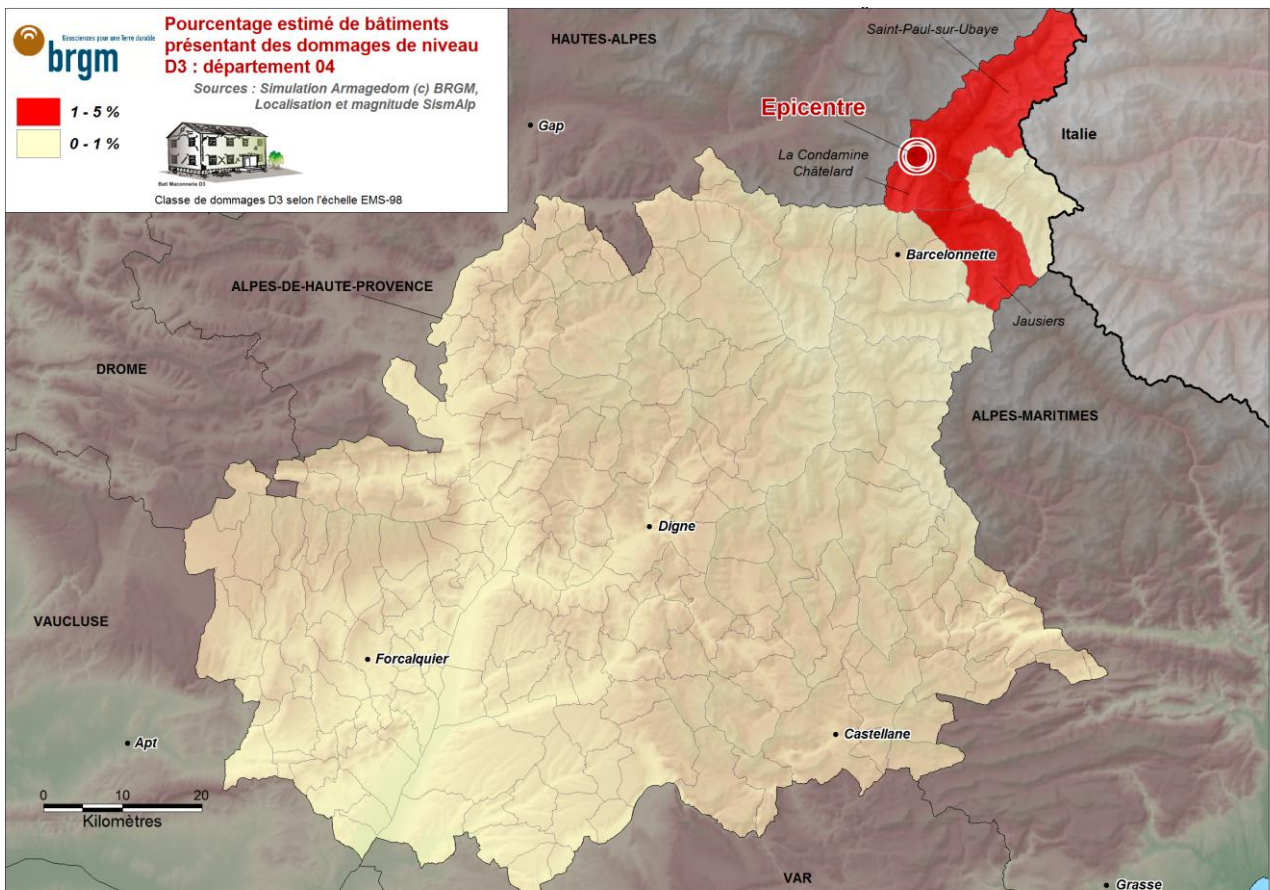 Géosciences pour une Terre durable
brgm
Pourcentage estimé de bâtiments
présentant des dommages de niveau
D3 : département 04
Sources : Simulation Armagedom (c) BRGM,
Localisation et magnitude SismAlp
1 - 5 %
0 - 1 %
Bati Maconnerie D3
Classe de dommages D3 selon l'échelle EMS-98
HAUTES-ALPES
Saint-Paul-sur-Ubaye
Epicentre
Gap
Italie
La Condamine
Châtelard
Barcelonnette
ALPES-DE-HAUTE-PROVENCE
Jausiers
DROME
ALPES-MARITIMES
Digne
VAUCLUSE
Forcalquier
Castellane
Apt
0 10 20
Kilomètres
VAR
Grasse